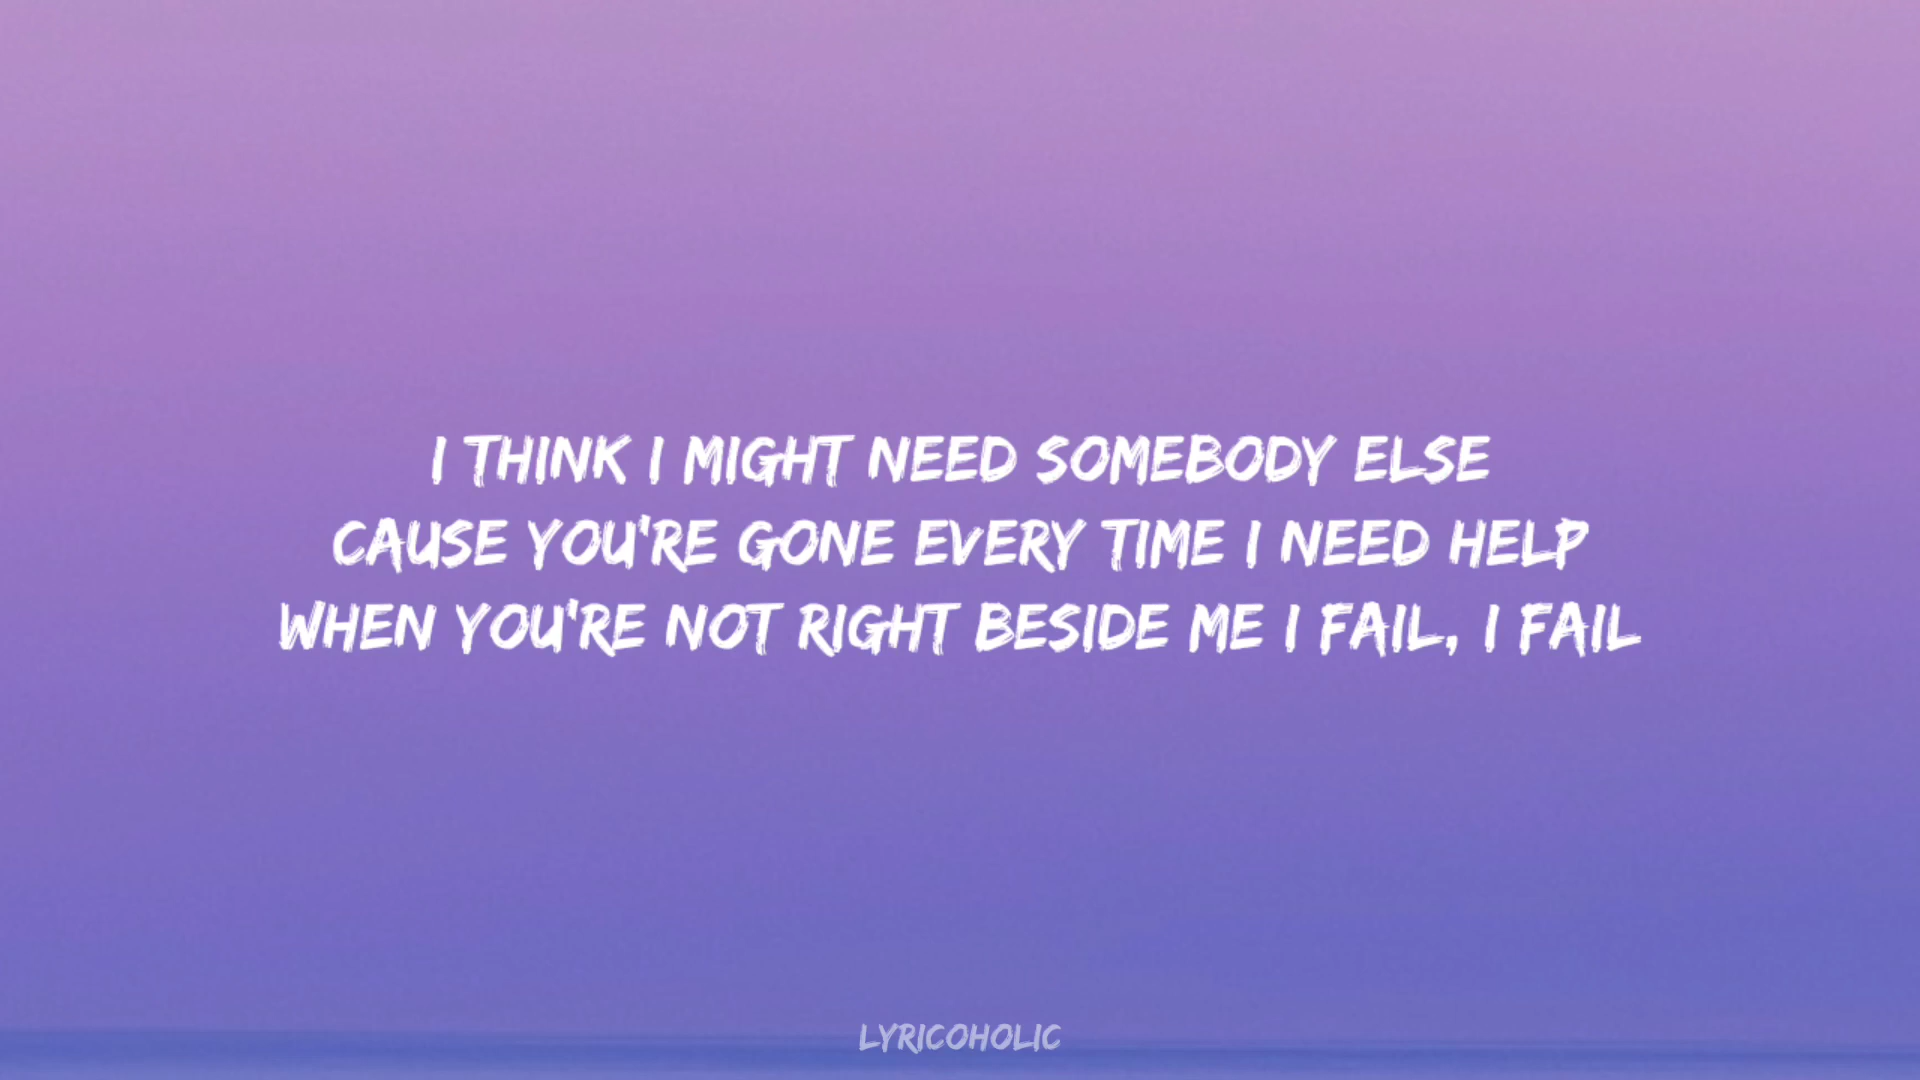 I THINK I MIGHT NEED SOMEBODY ELSE
CAUSE YOU'RE GONE EVERY TIME I NEED HELP
WHEN YOU'RE NOT RIGHT BESIDE ME I FAIL, I FAIL
LYRICOHOLIC